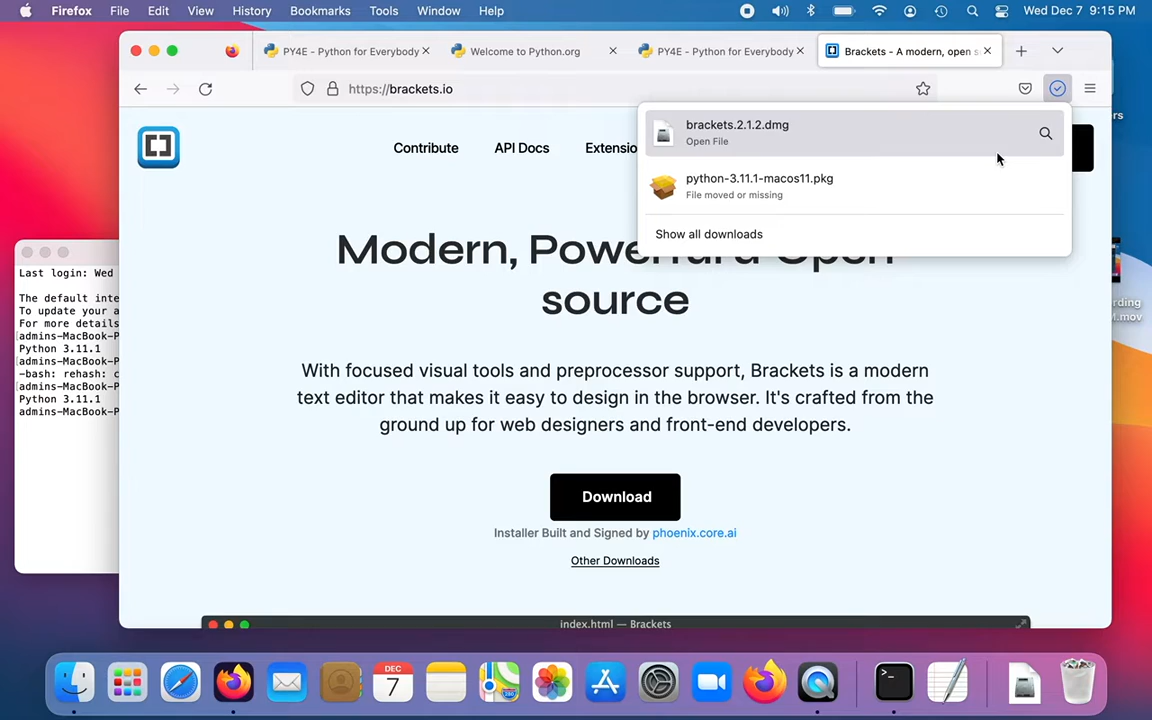 Firefox File Edit View History Bookmarks Tools Window Help Wed Dec 7 9:15 PM
PY4E - Python for Everybody
Welcome to Python.org
PY4E - Python for Everybody
Brackets - A modern, open s
https://brackets.io
brackets.2.1.2.dmg
Open File
python-3.11.1-macos11.pkg
File moved or missing
Show all downloads
Contribute API Docs Extensio
Modern, Powerful & Open
source
With focused visual tools and preprocessor support, Brackets is a modern
text editor that makes it easy to design in the browser. It's crafted from the
ground up for web designers and front-end developers.
Download
Installer Built and Signed by phoenix.core.ai
Other Downloads
index.html — Brackets
Last login: Wed
The default inte
To update your a
For more details
[admins-MacBook-P
Python 3.11.1
[admins-MacBook-P
-bash: rehash: c
[admins-MacBook-P
Python 3.11.1
admins-MacBook-P
rs
rding
M.mov
DEC
7
280